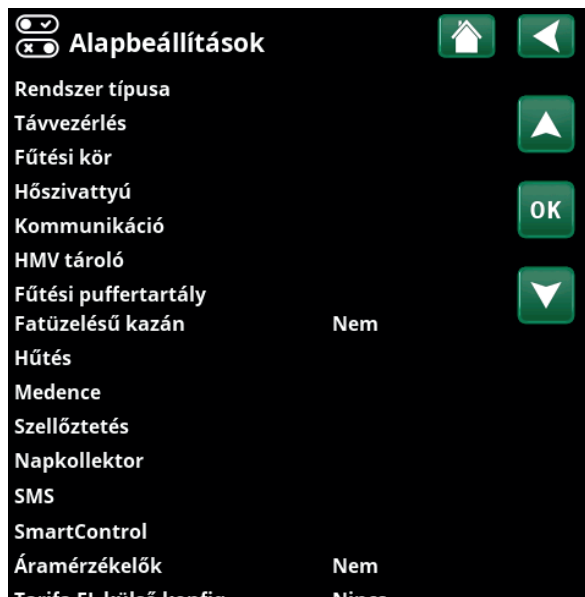 Alapbeállítások
Rendszer típusa
Távvezérlés
Fűtési kör
Hőszivattyú
OK
Kommunikáció
HMV tároló
Fűtési puffertartály
Fatüzelésű kazán Nem
Hűtés
Medence
Szellőztetés
Napkollektor
SMS
SmartControl
Áramérzékelők Nem